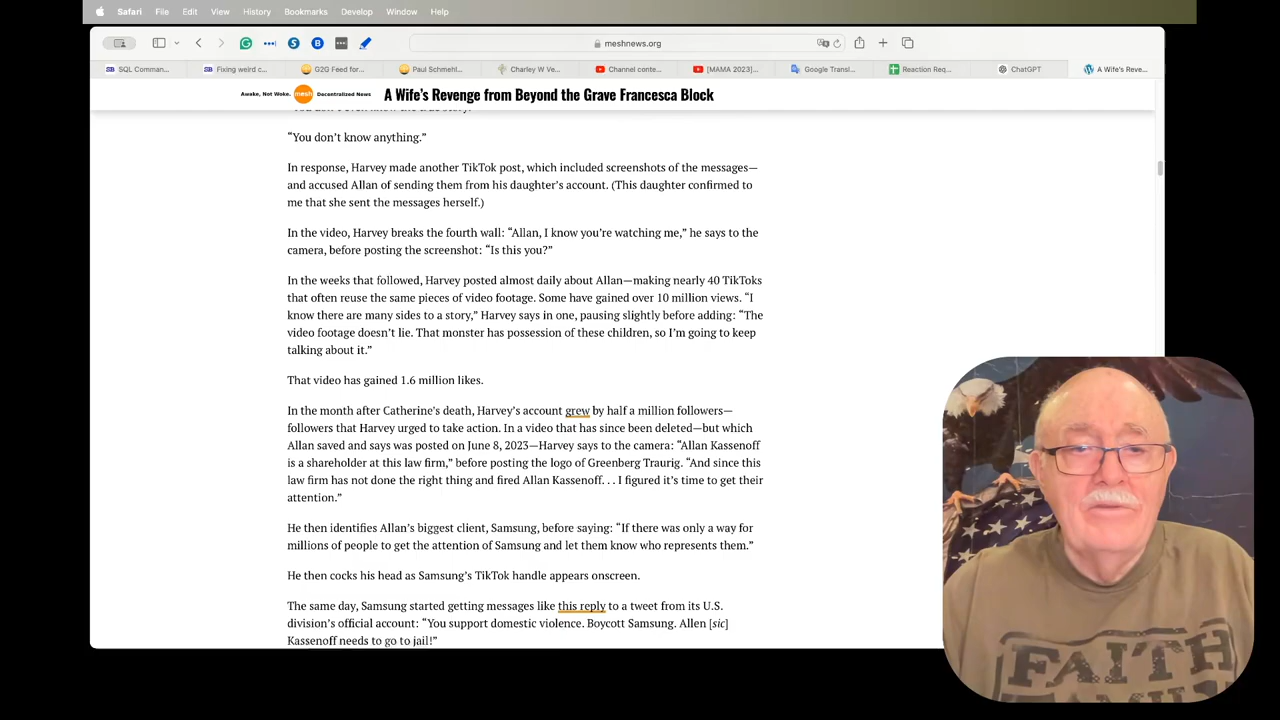 Safari File Edit View History Bookmarks Develop Window Help
meshnews.org
SQL Comman... Fixing weird c... G2G Feed for... Paul Schmehl... Charley W Ve... Channel conte... [MAMA 2023]... Google Transl... Reaction Req... ChatGPT A Wife's Reve...
Awake, Not Woke. mesh Decentralized News A Wife's Revenge from Beyond the Grave Francesca Block
“You don’t know anything.”
In response, Harvey made another TikTok post, which included screenshots of the messages—
and accused Allan of sending them from his daughter’s account. (This daughter confirmed to
me that she sent the messages herself.)
In the video, Harvey breaks the fourth wall: “Allan, I know you’re watching me,” he says to the
camera, before posting the screenshot: “Is this you?”
In the weeks that followed, Harvey posted almost daily about Allan—making nearly 40 TikToks
that often reuse the same pieces of video footage. Some have gained over 10 million views. “I
know there are many sides to a story,” Harvey says in one, pausing slightly before adding: “The
video footage doesn’t lie. That monster has possession of these children, so I’m going to keep
talking about it.”
That video has gained 1.6 million likes.
In the month after Catherine’s death, Harvey’s account grew by half a million followers—
followers that Harvey urged to take action. In a video that has since been deleted—but which
Allan saved and says was posted on June 8, 2023—Harvey says to the camera: “Allan Kassenoff
is a shareholder at this law firm,” before posting the logo of Greenberg Traurig. “And since this
law firm has not done the right thing and fired Allan Kassenoff. . . I figured it’s time to get their
attention.”
He then identifies Allan’s biggest client, Samsung, before saying: “If there was only a way for
millions of people to get the attention of Samsung and let them know who represents them.”
He then cocks his head as Samsung’s TikTok handle appears onscreen.
The same day, Samsung started getting messages like this reply to a tweet from its U.S.
division’s official account: “You support domestic violence. Boycott Samsung. Allen [sic]
Kassenoff needs to go to jail!”
FAITH